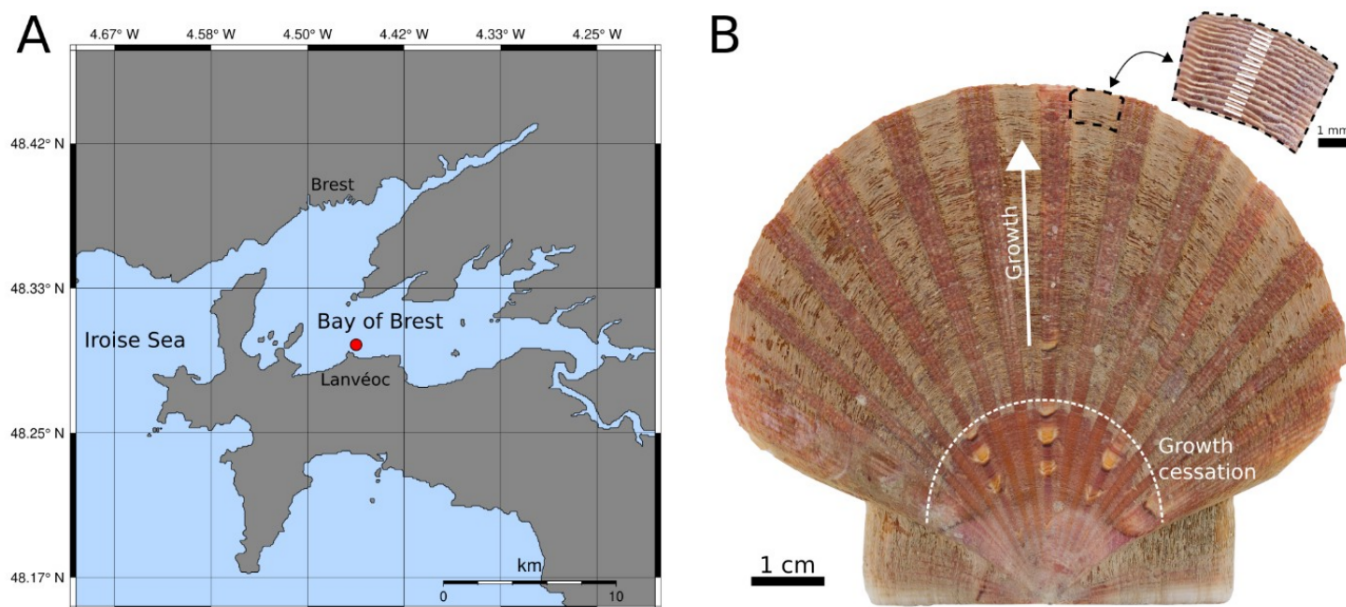 A
4.67° W 4.58° W 4.50° W 4.42° W 4.33° W 4.25° W
48.42° N
48.33° N
48.25° N
48.17° N
Brest
Iroise Sea
Bay of Brest
Lanvéoc
km
0 10
B
1 mm
Growth
Growth
cessation
1 cm